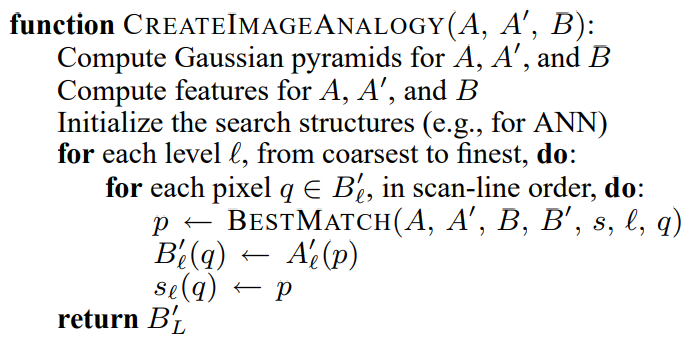 function CREATEIMAGEANALOGY(A, A′, B):
Compute Gaussian pyramids for A, A′, and B
Compute features for A, A′, and B
Initialize the search structures (e.g., for ANN)
for each level ℓ, from coarsest to finest, do:
for each pixel q ∈ B′ℓ, in scan-line order, do:
p ← BESTMATCH(A, A′, B, B′, s, ℓ, q)
B′ℓ(q) ← A′ℓ(p)
sℓ(q) ← p
return B′L